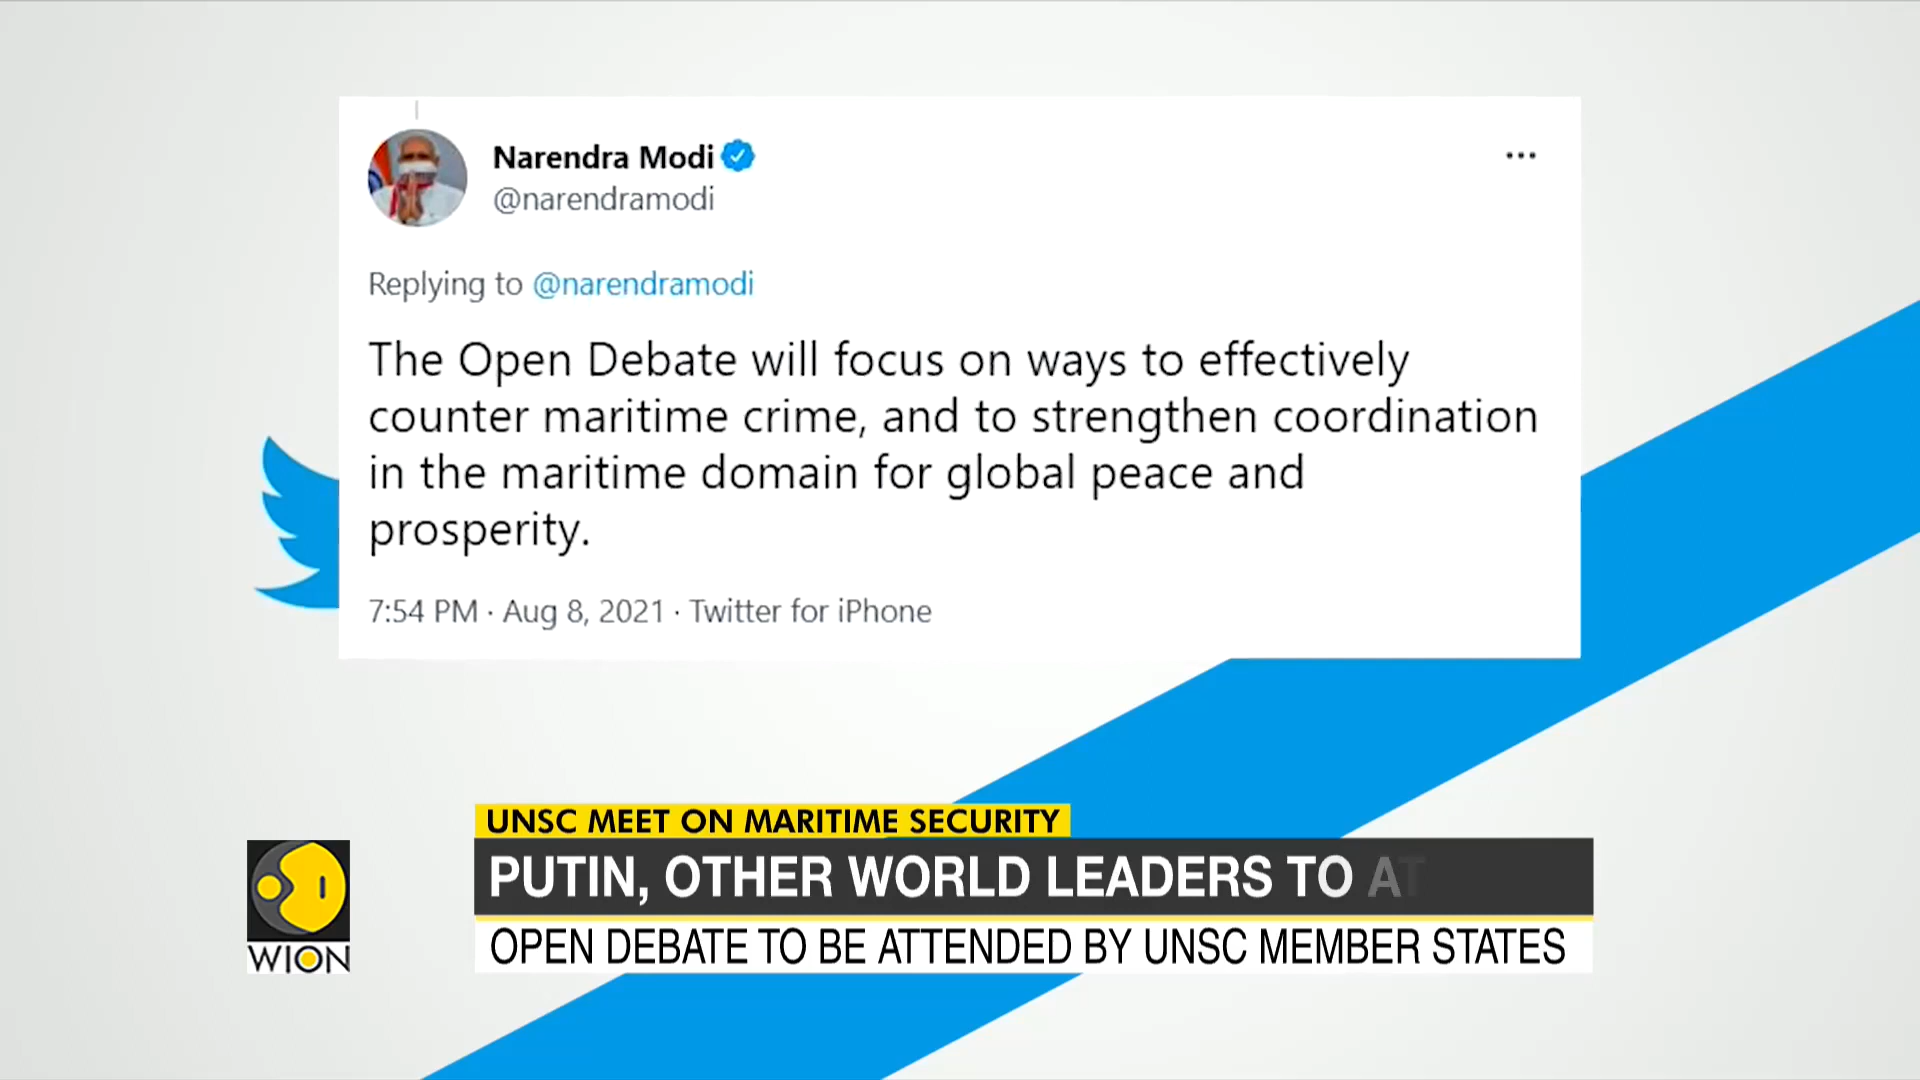 Narendra Modi
@narendramodi
Replying to @narendramodi
The Open Debate will focus on ways to effectively
counter maritime crime, and to strengthen coordination
in the maritime domain for global peace and
prosperity.
7:54 PM · Aug 8, 2021 · Twitter for iPhone
UNSC MEET ON MARITIME SECURITY
PUTIN, OTHER WORLD LEADERS TO AT
OPEN DEBATE TO BE ATTENDED BY UNSC MEMBER STATES
WION